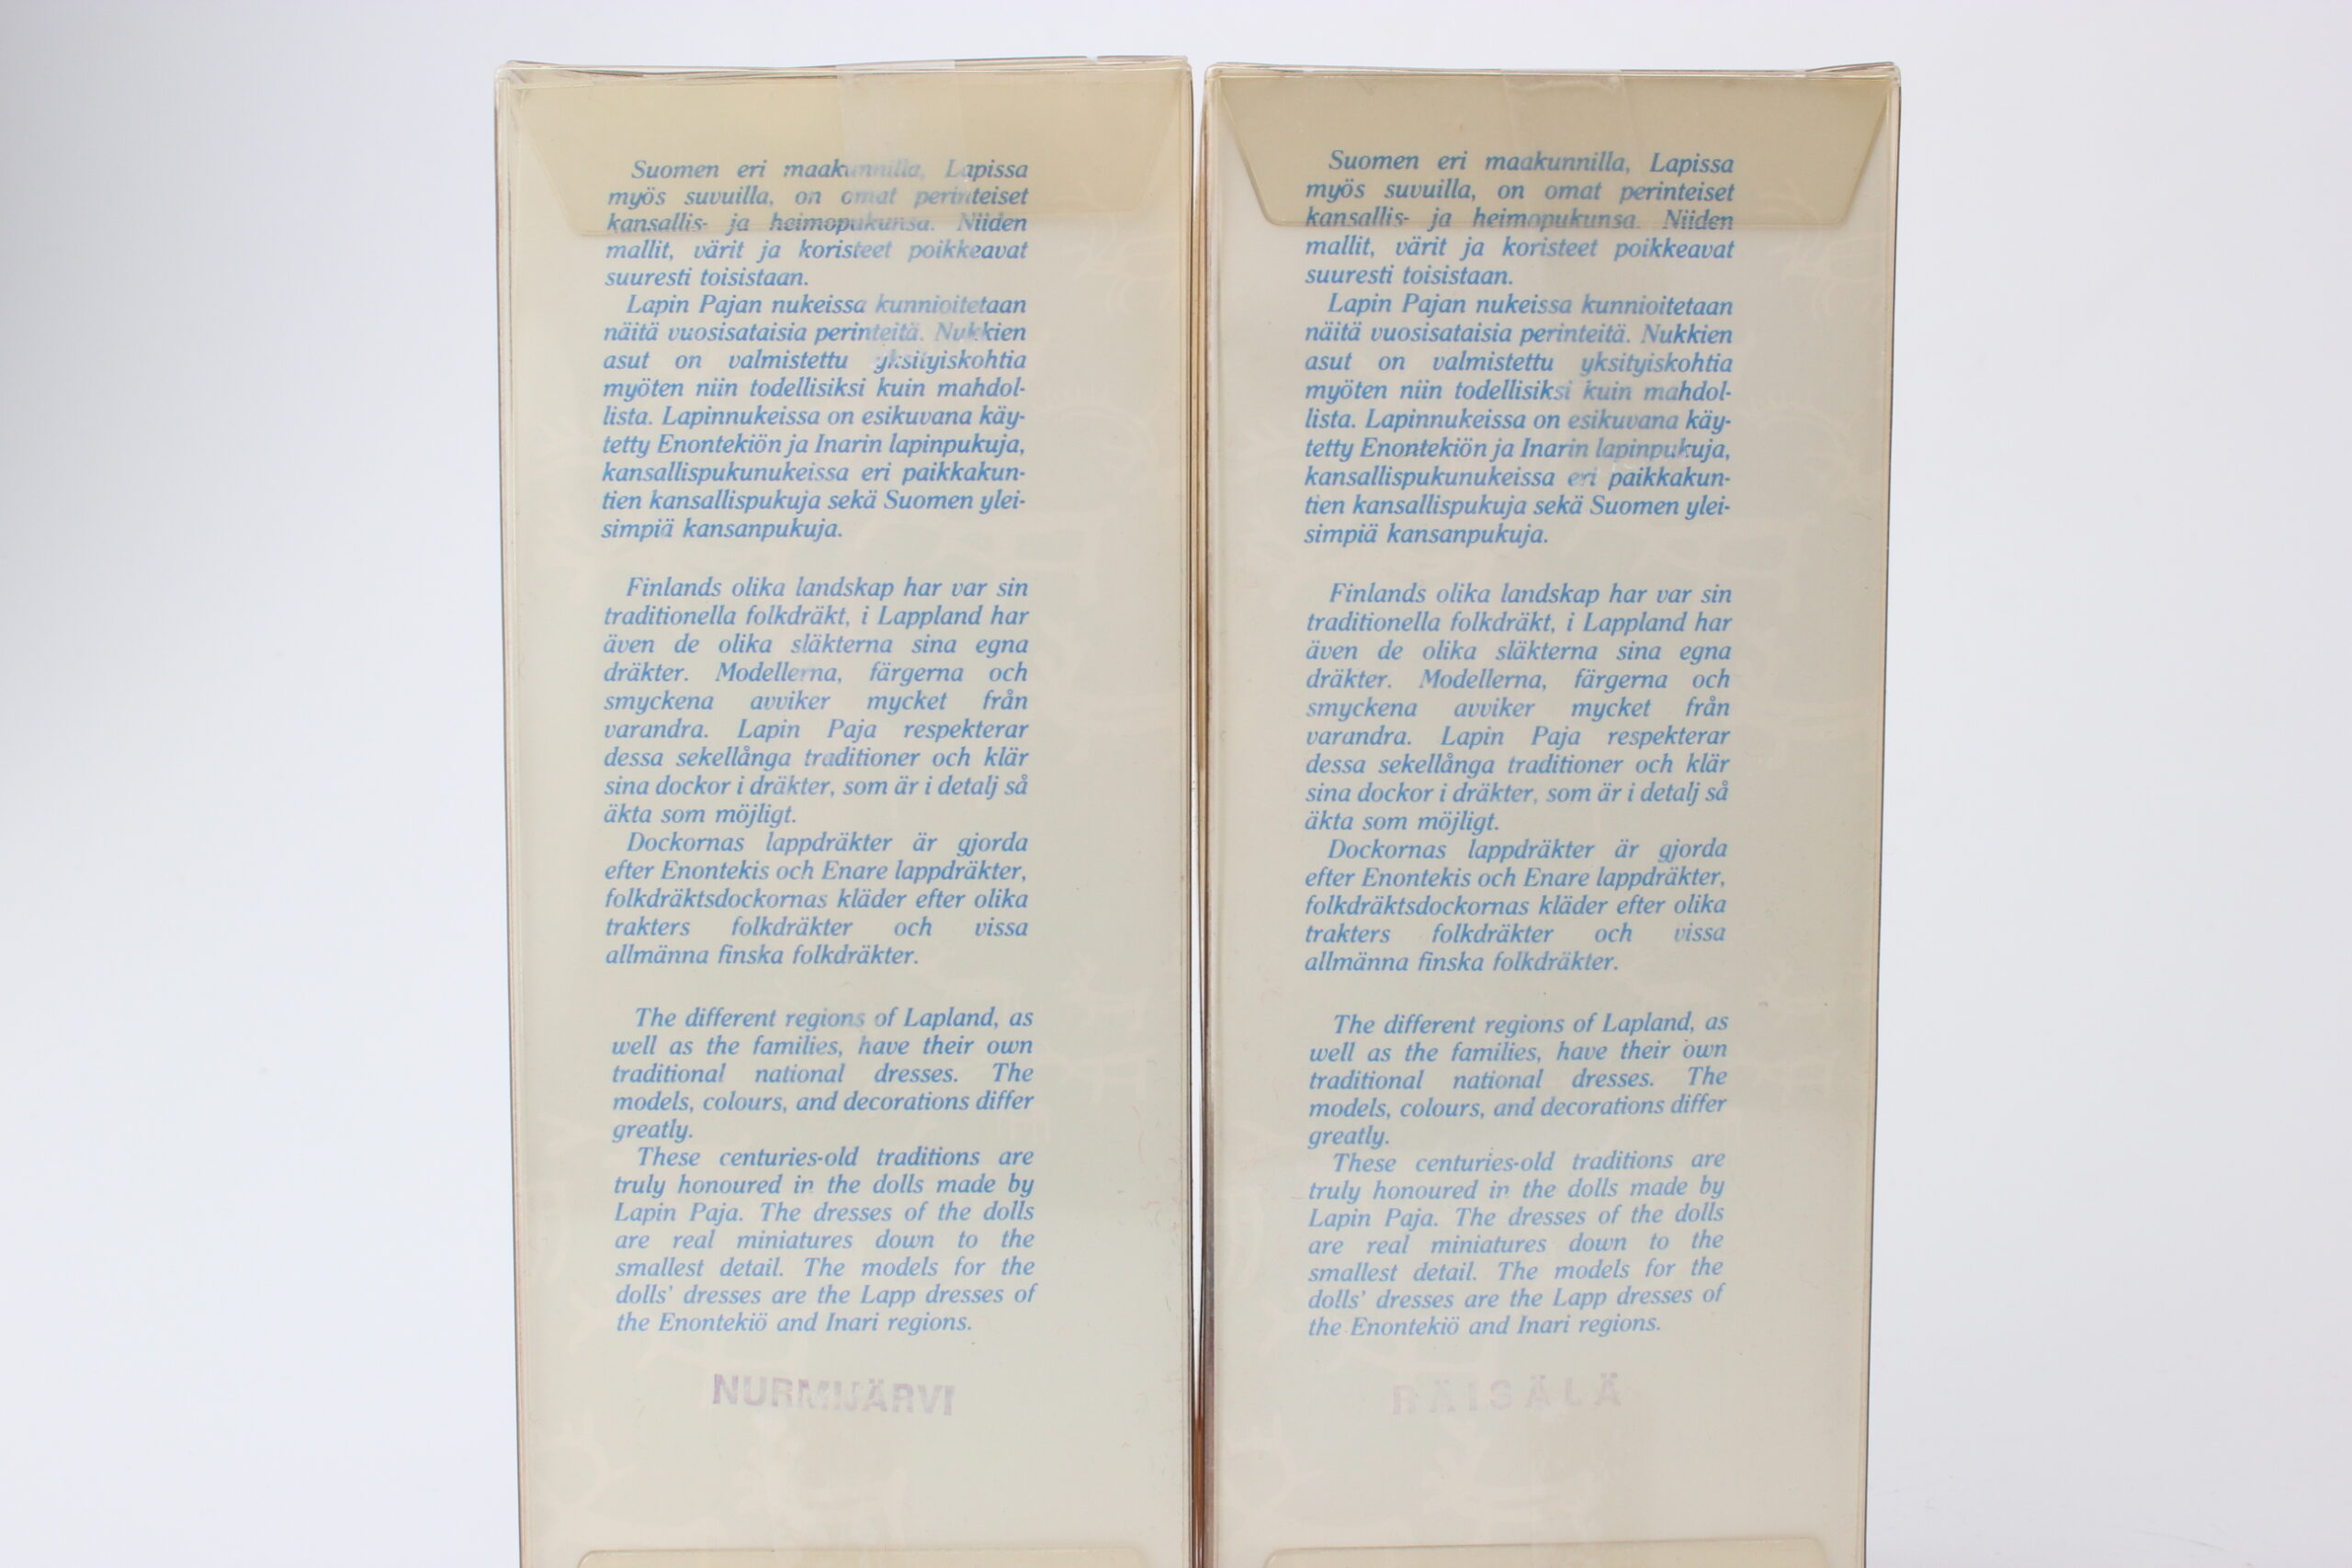 Suomen eri maakunnilla, Lapissa
myös suvuilla, on omat perinteiset
kansallis- ja heimopukunsa. Niiden
mallit, värit ja koristeet poikkeavat
suuresti toisistaan.
Lapin Pajan nukeissa kunnioitetaan
näitä vuosisataisia perinteitä. Nukkien
asut on valmistettu yksityiskohtia
myöten niin todellisiksi kuin mahdol-
lista. Lapinnukeissa on esikuvana käy-
tetty Enontekiön ja Inarin lapinpukuja,
kansallispukunukeissa eri paikkakun-
tien kansallispukuja sekä Suomen ylei-
simpiä kansanpukuja.
Finlands olika landskap har var sin
traditionella folkdräkt, i Lappland har
även de olika släkterna sina egna
dräkter. Modellerna, färgerna och
smyckena avviker mycket från
varandra. Lapin Paja respekterar
dessa sekellånga traditioner och klär
sina dockor i dräkter, som är i detalj så
äkta som möjligt.
Dockornas lappdräkter är gjorda
efter Enontekis och Enare lappdräkter,
folkdräktsdockornas kläder efter olika
trakters folkdräkter och vissa
allmänna finska folkdräkter.
The different regions of Lapland, as
well as the families, have their own
traditional national dresses. The
models, colours, and decorations differ
greatly.
These centuries-old traditions are
truly honoured in the dolls made by
Lapin Paja. The dresses of the dolls
are real miniatures down to the
smallest detail. The models for the
dolls' dresses are the Lapp dresses of
the Enontekiö and Inari regions.
NURMIJÄRVI
Suomen eri maakunnilla, Lapissa
myös suvuilla, on omat perinteiset
kansallis- ja heimopukunsa. Niiden
mallit, värit ja koristeet poikkeavat
suuresti toisistaan.
Lapin Pajan nukeissa kunnioitetaan
näitä vuosisataisia perinteitä. Nukkien
asut on valmistettu yksityiskohtia
myöten niin todellisiksi kuin mahdol-
lista. Lapinnukeissa on esikuvana käy-
tetty Enontekiön ja Inarin lapinpukuja,
kansallispukunukeissa eri paikkakun-
tien kansallispukuja sekä Suomen ylei-
simpiä kansanpukuja.
Finlands olika landskap har var sin
traditionella folkdräkt, i Lappland har
även de olika släkterna sina egna
dräkter. Modellerna, färgerna och
smyckena avviker mycket från
varandra. Lapin Paja respekterar
dessa sekellånga traditioner och klär
sina dockor i dräkter, som är i detalj så
äkta som möjligt.
Dockornas lappdräkter är gjorda
efter Enontekis och Enare lappdräkter,
folkdräktsdockornas kläder efter olika
trakters folkdräkter och vissa
allmänna finska folkdräkter.
The different regions of Lapland, as
well as the families, have their own
traditional national dresses. The
models, colours, and decorations differ
greatly.
These centuries-old traditions are
truly honoured in the dolls made by
Lapin Paja. The dresses of the dolls
are real miniatures down to the
smallest detail. The models for the
dolls' dresses are the Lapp dresses of
the Enontekiö and Inari regions.
RÄISÄLÄ